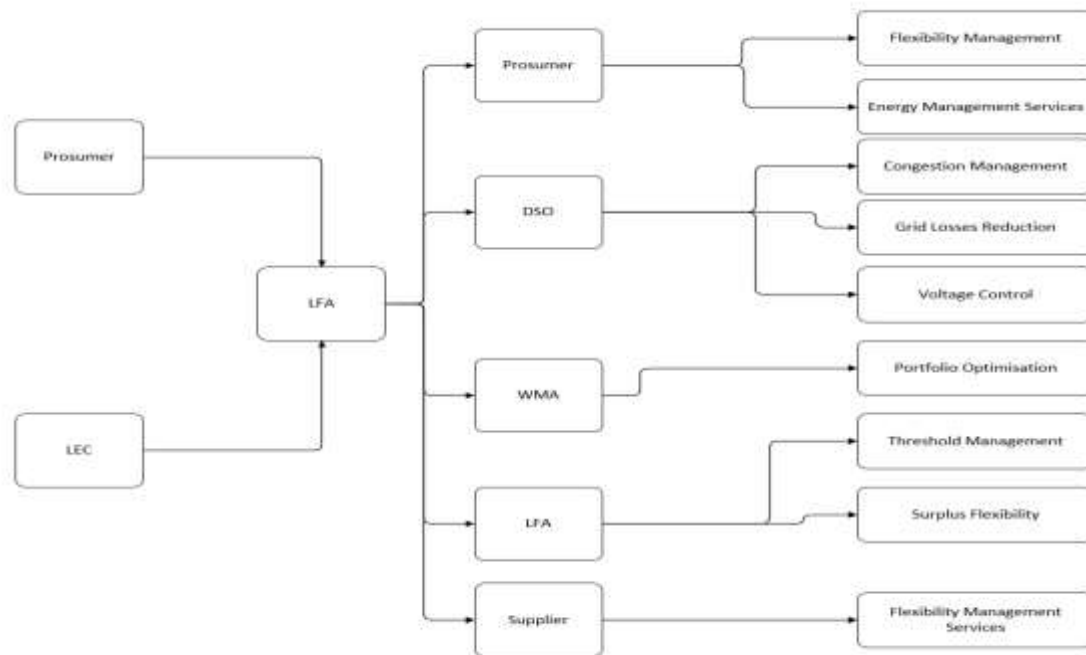 Prosumer
LEC
LFA
Prosumer
DSO
WMA
LFA
Supplier
Flexibility Management
Energy Management Services
Congestion Management
Grid Losses Reduction
Voltage Control
Portfolio Optimisation
Threshold Management
Surplus Flexibility
Flexibility Management
Services